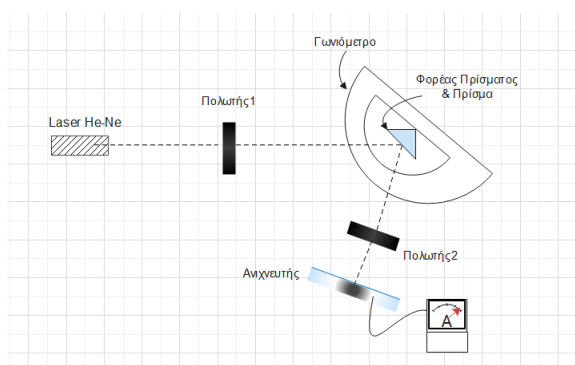 Γωνιόμετρο
Φορέας Πρίσματος
& Πρίσμα
Πολωτής1
Laser He-Ne
Πολωτής2
Ανιχνευτής
A